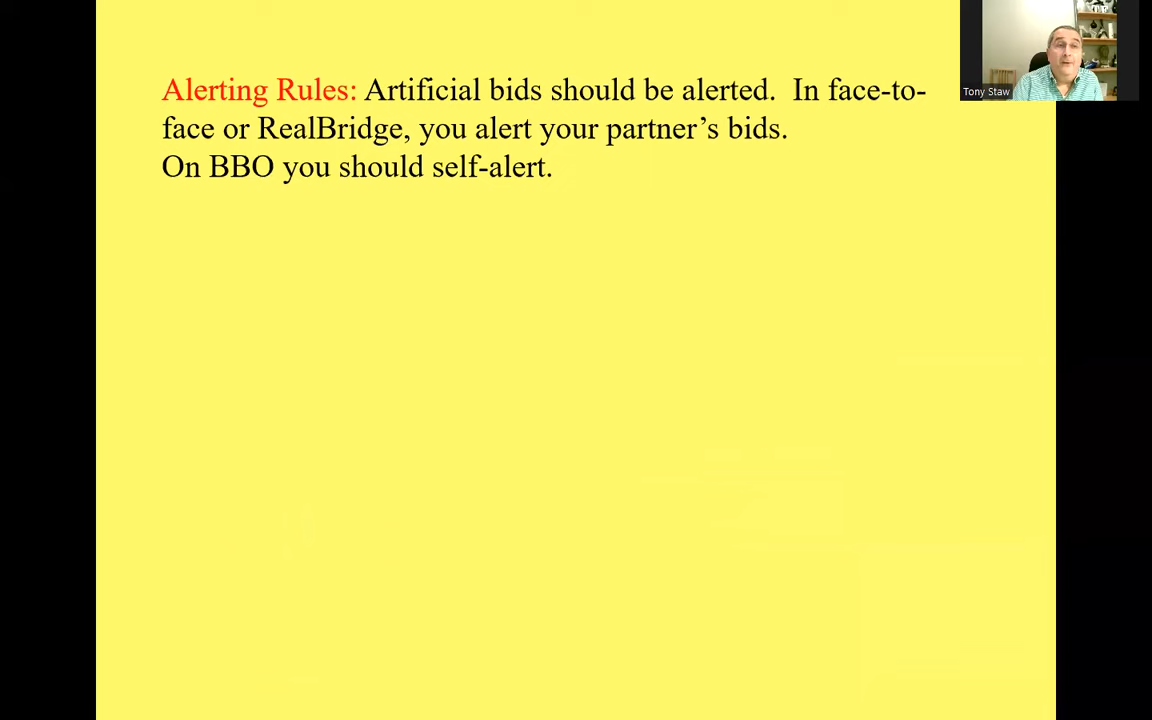 Alerting Rules: Artificial bids should be alerted.  In face-to-
face or RealBridge, you alert your partner’s bids.
On BBO you should self-alert.
Tony Staw